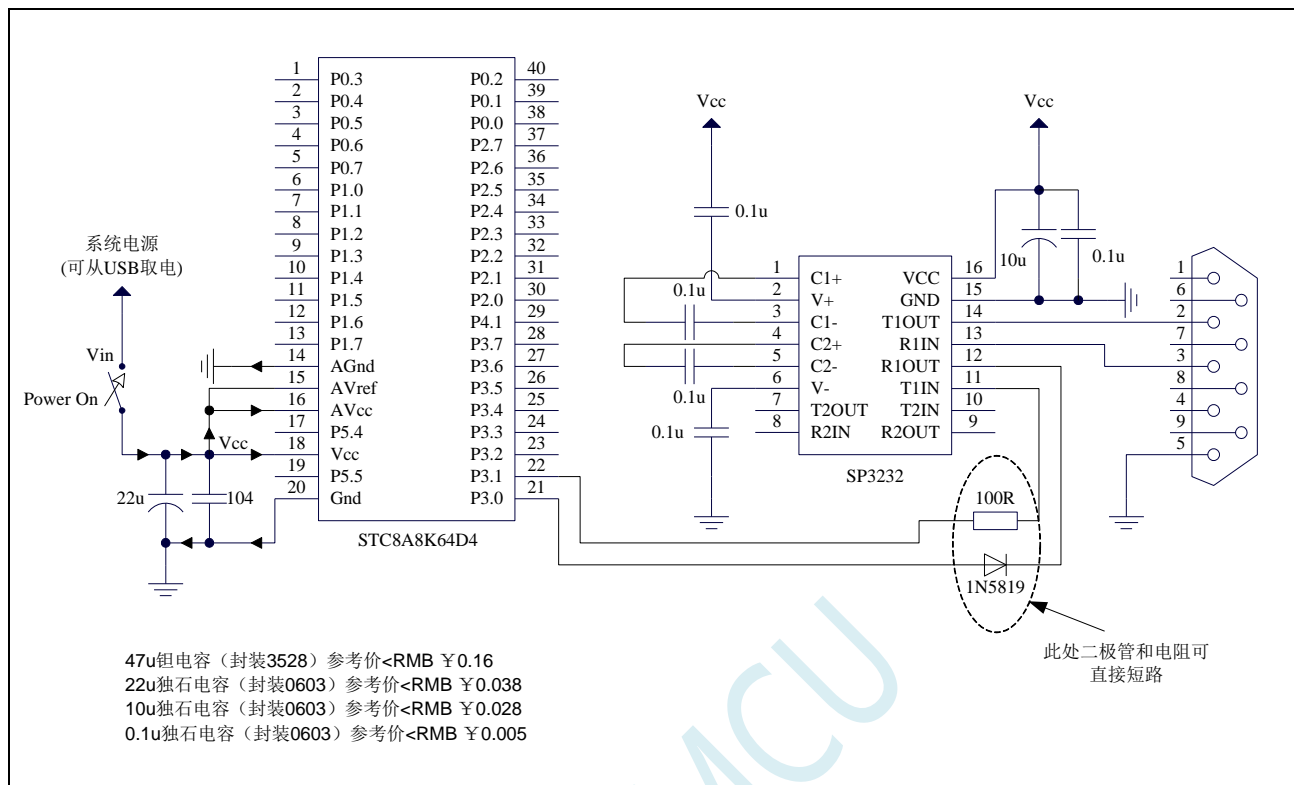 1 P0.3 P0.2 40
2 P0.4 P0.1 39
3 P0.5 P0.0 38
4 P0.6 P2.7 37
5 P0.7 P2.6 36
6 P1.0 P2.5 35
7 P1.1 P2.4 34
8 P1.2 P2.3 33
9 P1.3 P2.2 32
10 P1.4 P2.1 31
11 P1.5 P2.0 30
12 P1.6 P4.1 29
13 P1.7 P3.7 28
14 AGnd P3.6 27
15 AVref P3.5 26
16 AVcc P3.4 25
17 P5.4 P3.3 24
18 Vcc P3.2 23
19 P5.5 P3.1 22
20 Gnd P3.0 21
STC8A8K64D4
系统电源
(可从USB取电)
Vin
Power On
Vcc
22u
104
Vcc
0.1u
0.1u
0.1u
0.1u
Vcc
10u
0.1u
1 C1+ VCC 16
2 V+ GND 15
3 C1- T1OUT 14
4 C2+ R1IN 13
5 C2- R1OUT 12
6 V- T1IN 11
7 T2OUT T2IN 10
8 R2IN R2OUT 9
SP3232
1
6
2
7
3
8
4
9
5
100R
1N5819
此处二极管和电阻可
直接短路
47u钽电容（封装3528）参考价<RMB ￥0.16
22u独石电容（封装0603）参考价<RMB ￥0.038
10u独石电容（封装0603）参考价<RMB ￥0.028
0.1u独石电容（封装0603）参考价<RMB ￥0.005
MCU